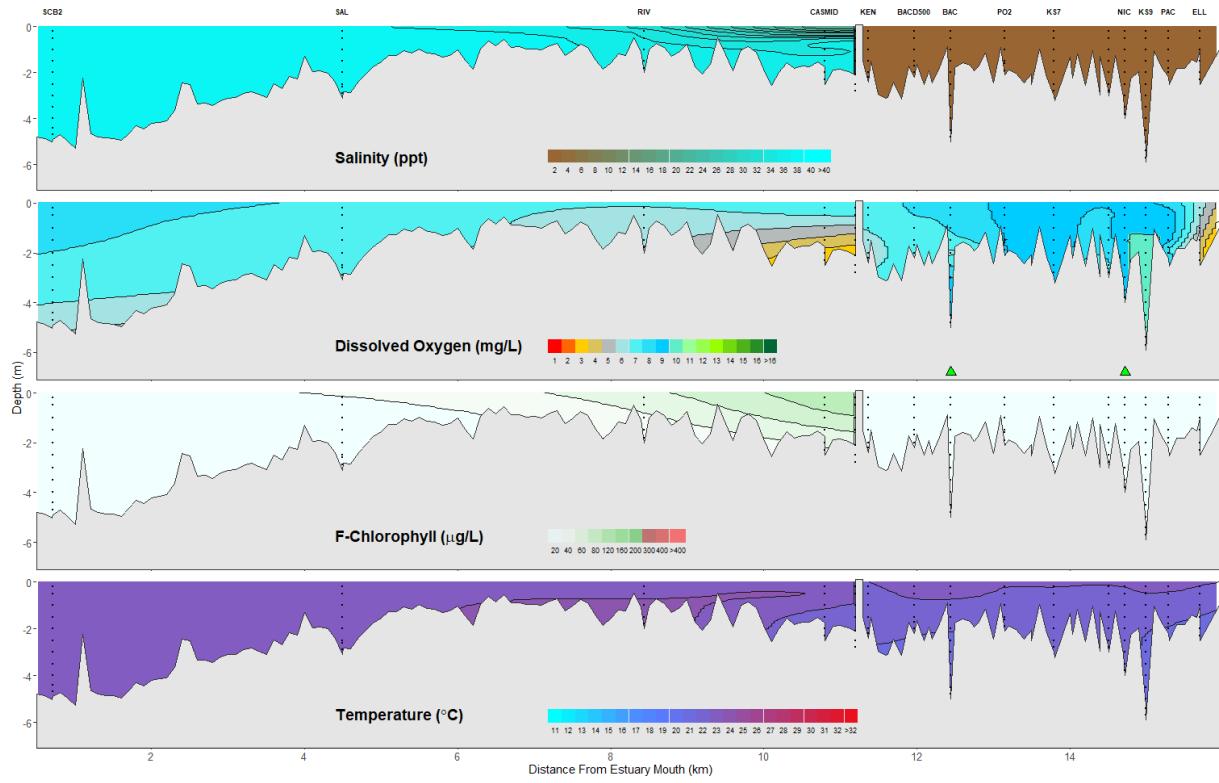 SCB2 SAL RIV CASMID KEN BACD500 BAC PO2 KS7 NIC KS9 PAC ELL
0
-2
-4
-6
Salinity (ppt)
2 4 6 8 10 12 14 16 18 20 22 24 26 28 30 32 34 36 38 40 >40
0
-2
-4
-6
Dissolved Oxygen (mg/L)
1 2 3 4 5 6 7 8 9 10 11 12 13 14 15 16 >16
Depth (m)
0
-2
-4
-6
F-Chlorophyll (µg/L)
20 40 60 80 120 160 200 300 400 >400
0
-2
-4
-6
Temperature (°C)
11 12 13 14 15 16 17 18 19 20 21 22 23 24 25 26 27 28 29 30 31 32 >32
2 4 6 8 10 12 14
Distance From Estuary Mouth (km)